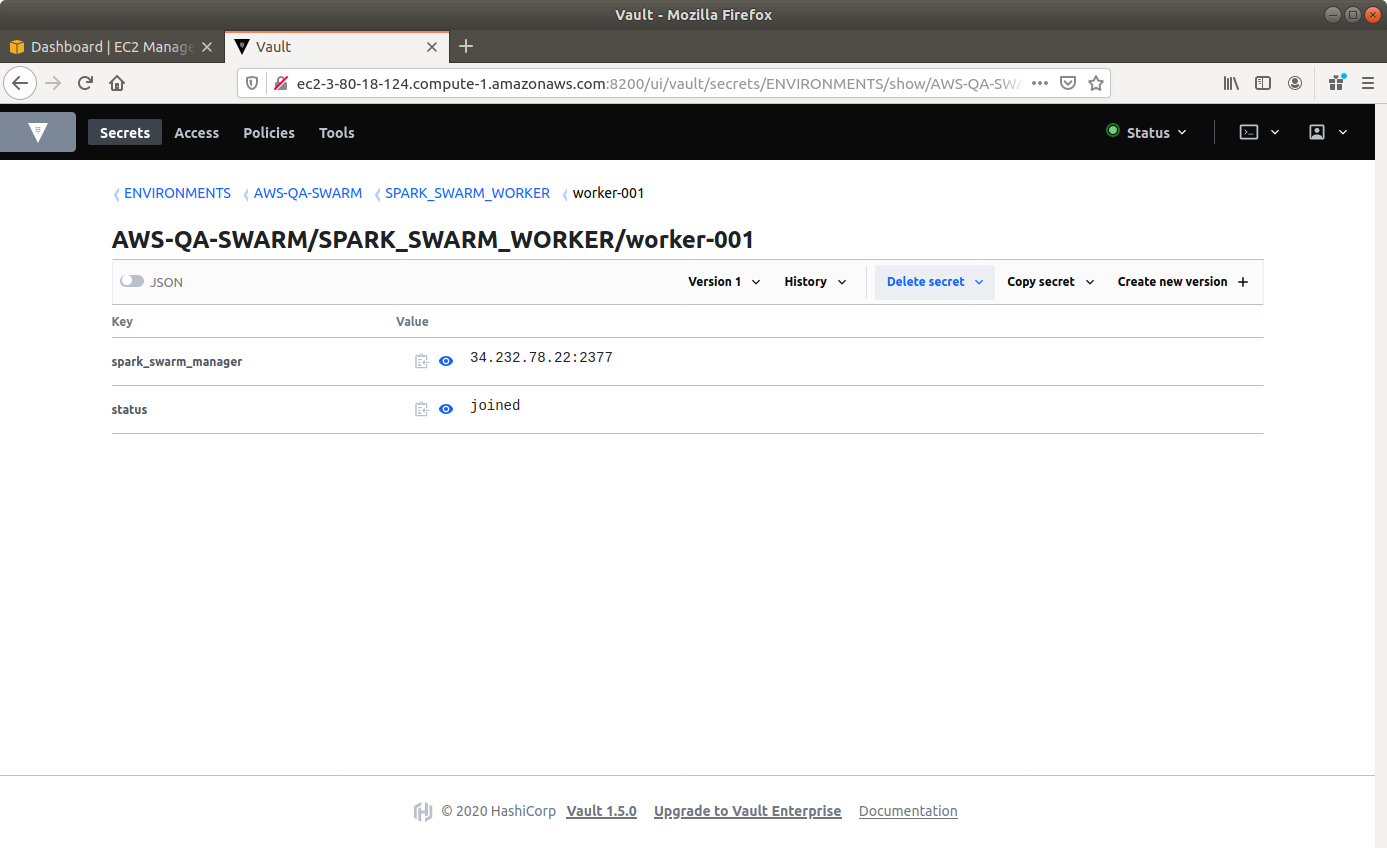 Vault - Mozilla Firefox
Dashboard | EC2 Manage
Vault
ec2-3-80-18-124.compute-1.amazonaws.com:8200/ui/vault/secrets/ENVIRONMENTS/show/AWS-QA-SWA
Secrets Access Policies Tools Status
ENVIRONMENTS AWS-QA-SWARM SPARK_SWARM_WORKER worker-001
AWS-QA-SWARM/SPARK_SWARM_WORKER/worker-001
JSON Version 1 History Delete secret Copy secret Create new version +
Key Value
spark_swarm_manager 34.232.78.22:2377
status joined
© 2020 HashiCorp Vault 1.5.0 Upgrade to Vault Enterprise Documentation